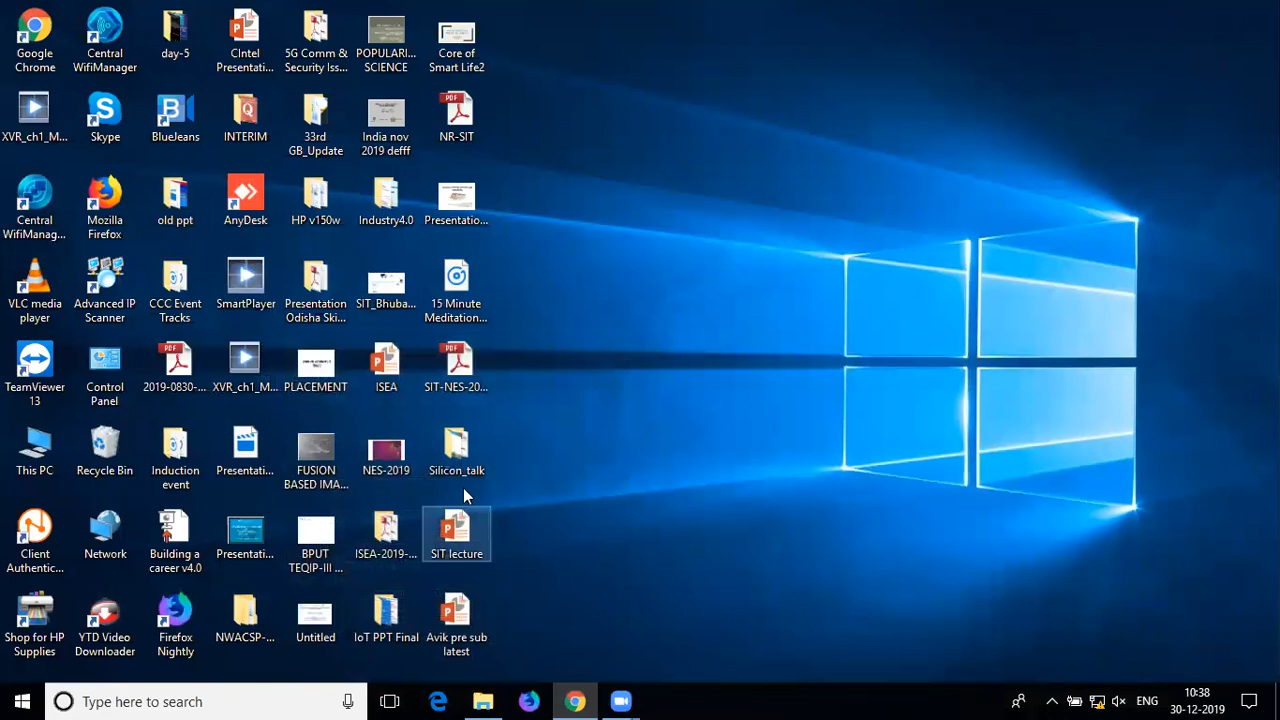 Google
Chrome
Central
WifiManager
day-5
CIntel
Presentati...
5G Comm &
Security Iss...
POPULARI...
SCIENCE
Core of
Smart Life2
XVR_ch1_M...
Skype
BlueJeans
INTERIM
33rd
GB_Update
India nov
2019 defff
NR-SIT
Central
WifiManag...
Mozilla
Firefox
old ppt
AnyDesk
HP v150w
Industry4.0
Presentatio...
VLC media
player
Advanced IP
Scanner
CCC Event
Tracks
SmartPlayer
Presentation
Odisha Ski...
SIT_Bhuba...
15 Minute
Meditation...
TeamViewer
13
Control
Panel
2019-0830-...
XVR_ch1_M...
PLACEMENT
ISEA
SIT-NES-20...
This PC
Recycle Bin
Induction
event
Presentati...
FUSION
BASED IMA...
NES-2019
Silicon_talk
Client
Authentic...
Network
Building a
career v4.0
Presentati...
BPUT
TEQIP-III ...
ISEA-2019-...
SIT lecture
Shop for HP
Supplies
YTD Video
Downloader
Firefox
Nightly
NWACSP-...
Untitled
IoT PPT Final
Avik pre sub
latest
Type here to search
ENG
10:38
30-12-2019